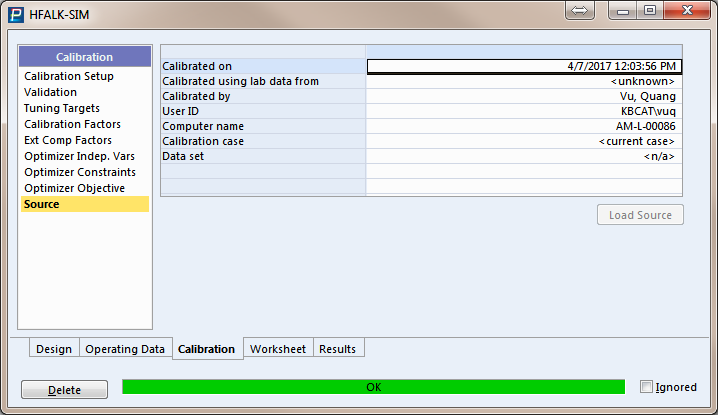 HFALK-SIM
Calibration
Calibration Setup
Validation
Tuning Targets
Calibration Factors
Ext Comp Factors
Optimizer Indep. Vars
Optimizer Constraints
Optimizer Objective
Source
Calibrated on 4/7/2017 12:03:56 PM
Calibrated using lab data from <unknown>
Calibrated by Vu, Quang
User ID KBCAT\vuq
Computer name AM-L-00086
Calibration case <current case>
Data set <n/a>
Load Source
Design Operating Data Calibration Worksheet Results
Delete OK Ignored